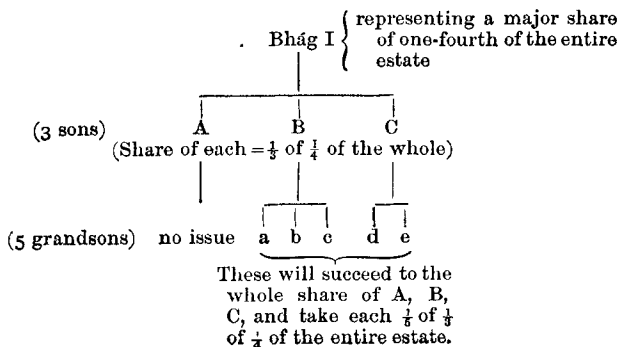 Bhág I { representing a major share
of one-fourth of the entire
estate
(3 sons) A B C
(Share of each = ⅓ of ¼ of the whole)
(5 grandsons) no issue a b c d e
These will succeed to the
whole share of A, B,
C, and take each ⅕ of ⅓
of ¼ of the entire estate.